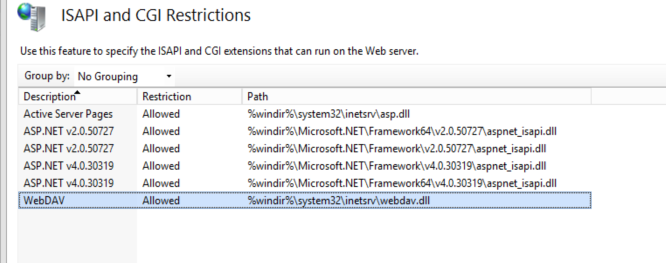 ISAPI and CGI Restrictions
Use this feature to specify the ISAPI and CGI extensions that can run on the Web server.
Group by: No Grouping
Description Restriction Path
Active Server Pages Allowed %windir%\system32\inetsrv\asp.dll
ASP.NET v2.0.50727 Allowed %windir%\Microsoft.NET\Framework64\v2.0.50727\aspnet_isapi.dll
ASP.NET v2.0.50727 Allowed %windir%\Microsoft.NET\Framework\v2.0.50727\aspnet_isapi.dll
ASP.NET v4.0.30319 Allowed %windir%\Microsoft.NET\Framework\v4.0.30319\aspnet_isapi.dll
ASP.NET v4.0.30319 Allowed %windir%\Microsoft.NET\Framework64\v4.0.30319\aspnet_isapi.dll
WebDAV Allowed %windir%\system32\inetsrv\webdav.dll